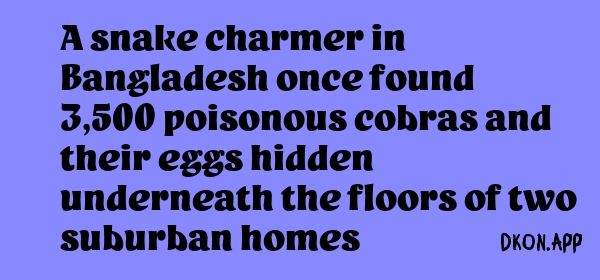 A snake charmer in
Bangladesh once found
3,500 poisonous cobras and
their eggs hidden
underneath the floors of two
suburban homes
DKON.APP